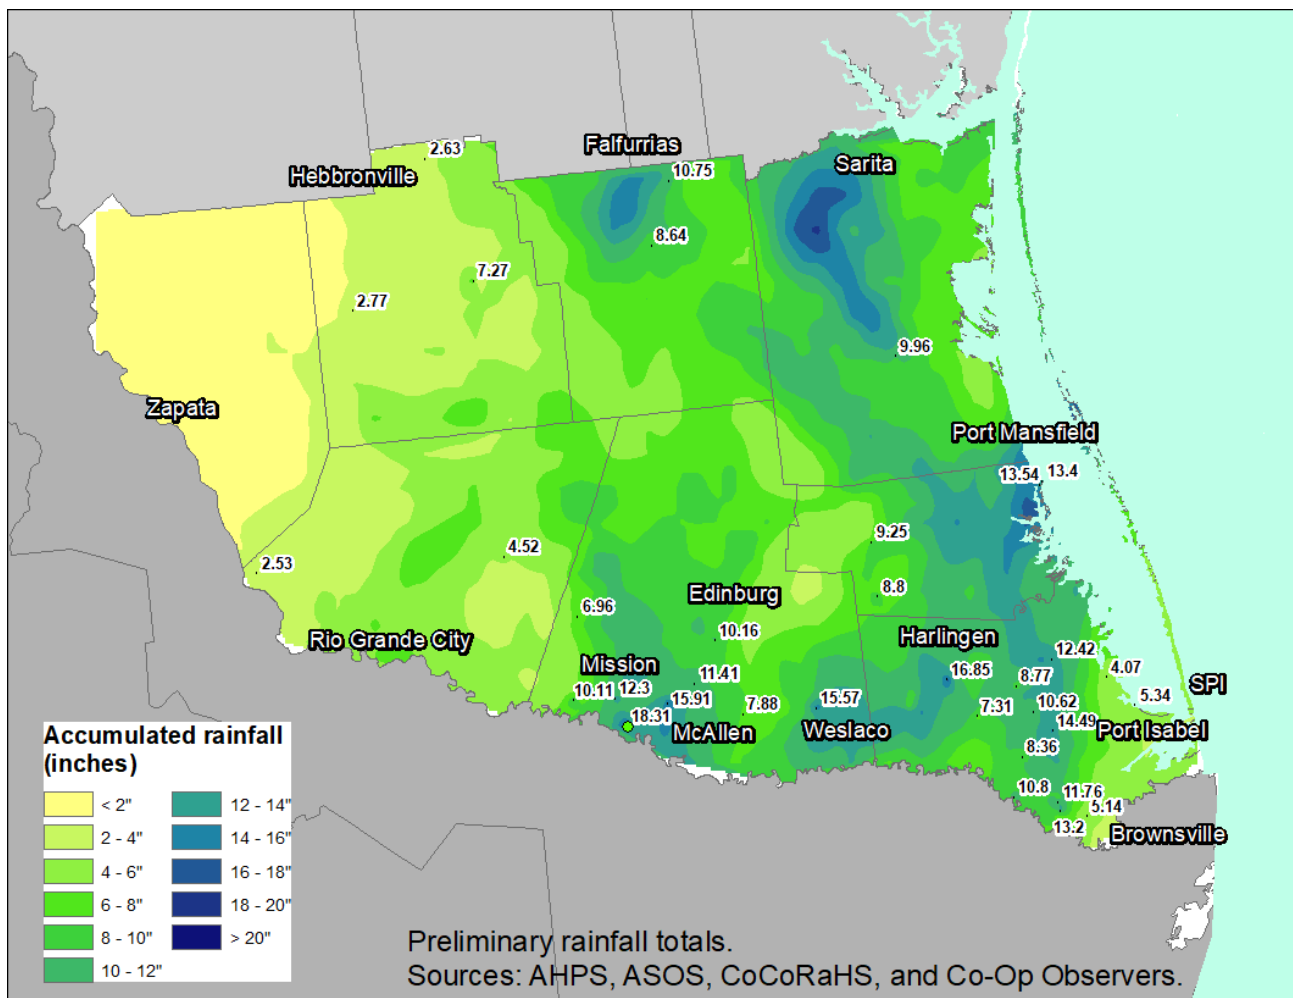 2.63
Falfurrias
Hebbronville
10.75
Sarita
8.64
7.27
2.77
9.96
Zapata
Port Mansfield
13.54
13.4
9.25
4.52
2.53
8.8
Edinburg
6.96
10.16
Rio Grande City
Harlingen
Mission
12.42
11.41
16.85
8.77
4.07
SPI
10.11
12.3
15.91
15.57
7.88
7.31
10.62
5.34
18.31
McAllen
Weslaco
14.49
Port Isabel
8.36
10.8
11.76
5.14
13.2
Brownsville
Accumulated rainfall
(inches)
< 2"
2 - 4"
4 - 6"
6 - 8"
8 - 10"
10 - 12"
12 - 14"
14 - 16"
16 - 18"
18 - 20"
> 20"
Preliminary rainfall totals.
Sources: AHPS, ASOS, CoCoRaHS, and Co-Op Observers.